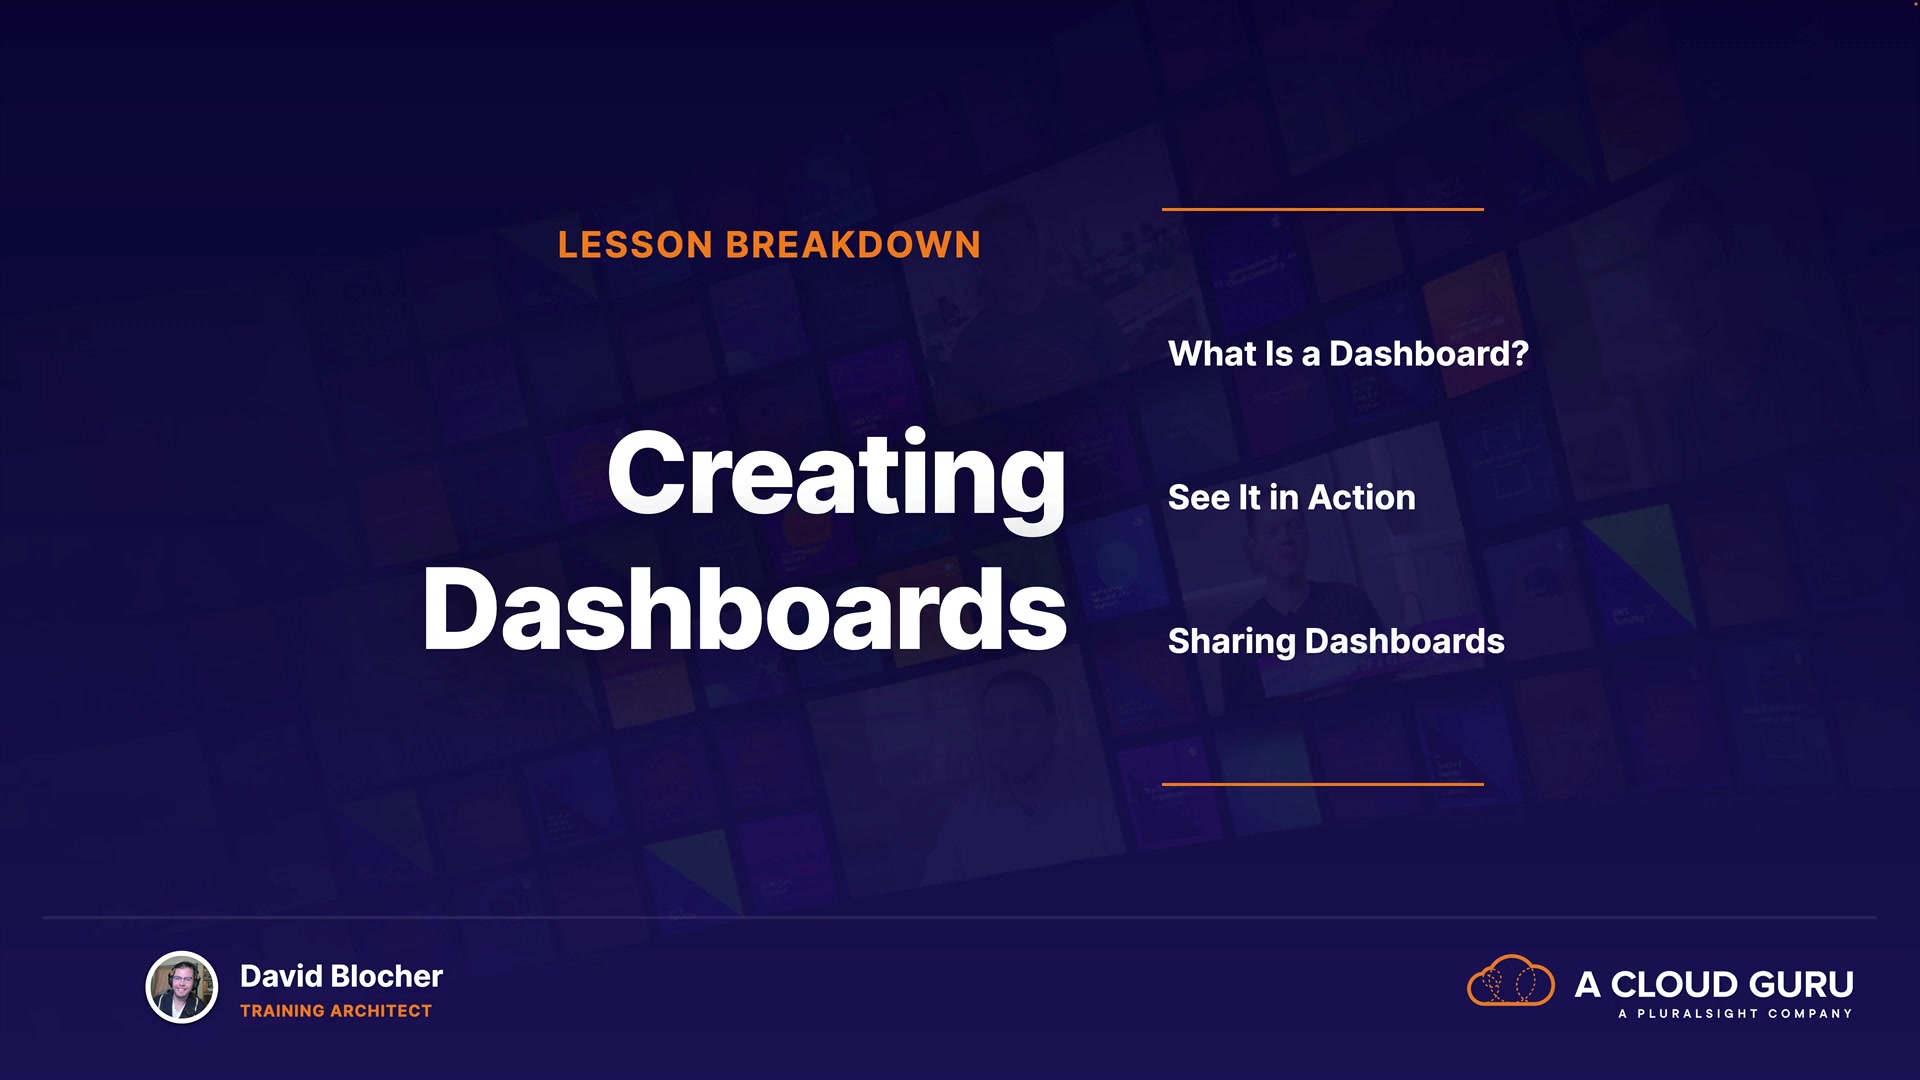 LESSON BREAKDOWN
Creating
Dashboards
What Is a Dashboard?
See It in Action
Sharing Dashboards
David Blocher
TRAINING ARCHITECT
A CLOUD GURU
A PLURALSIGHT COMPANY